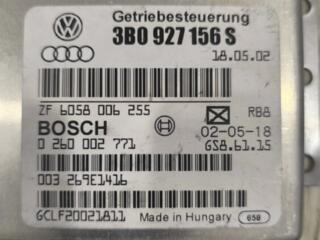 Getriebesteuerung
3B0 927 156 S
18.05.02
ZF 6058 006 255
RBA
BOSCH
02-05-18
0 260 002 771
GS8.61.15
003 269E1416
GCLF20021811
Made in Hungary
658